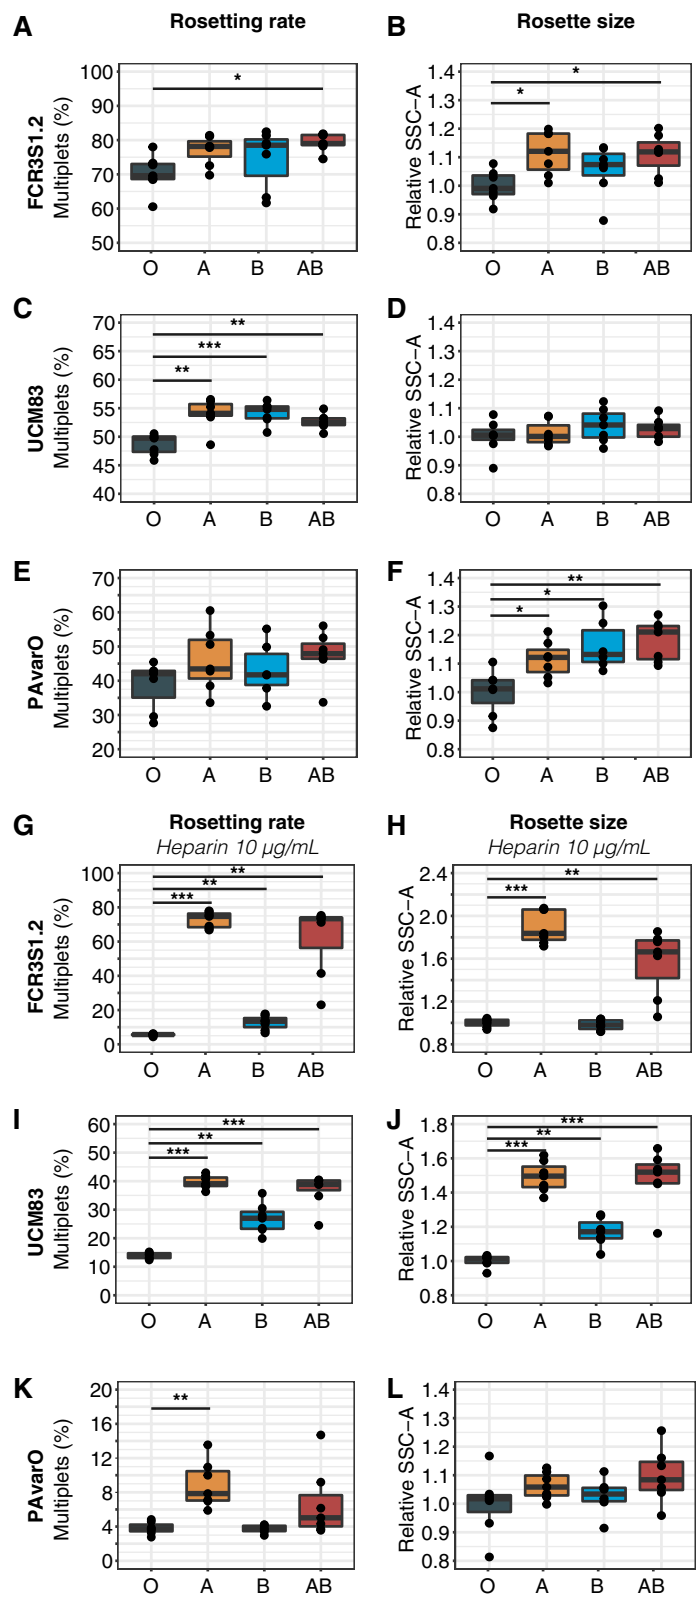 A Rosetting rate
B Rosette size
FCR3S1.2
Multiplets (%)
100
90
80
70
60
50
*
O A B AB
Relative SSC–A
1.4
1.3
1.2
1.1
1.0
0.9
0.8
*
*
O A B AB
C
UCM83
Multiplets (%)
70
65
60
55
50
45
40
**
***
**
O A B AB
D
Relative SSC–A
1.4
1.3
1.2
1.1
1.0
0.9
0.8
O A B AB
E
PAvarO
Multiplets (%)
70
60
50
40
30
20
O A B AB
F
Relative SSC–A
1.4
1.3
1.2
1.1
1.0
0.9
0.8
**
*
*
O A B AB
G Rosetting rate
Heparin 10 µg/mL
H Rosette size
Heparin 10 µg/mL
FCR3S1.2
Multiplets (%)
100
80
60
40
20
0
**
**
***
O A B AB
Relative SSC–A
2.4
2.0
1.6
1.2
0.8
**
***
O A B AB
I
UCM83
Multiplets (%)
60
50
40
30
20
10
0
***
**
***
O A B AB
J
Relative SSC–A
1.8
1.6
1.4
1.2
1.0
0.8
***
**
***
O A B AB
K
PAvarO
Multiplets (%)
20
16
12
8
4
0
**
O A B AB
L
Relative SSC–A
1.4
1.3
1.2
1.1
1.0
0.9
0.8
O A B AB